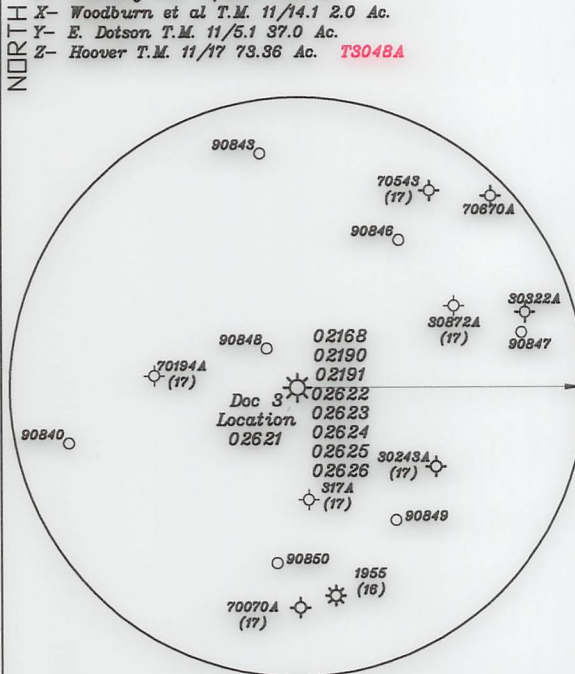 X- Woodburn et al T.M. 11/14.1 2.0 Ac.
Y- E. Dotson T.M. 11/5.1 37.0 Ac.
Z- Hoover T.M. 11/17 73.36 Ac. T3048A
NORTH
90843
70543
(17)
70670A
90846
30322A
30872A
(17)
90847
90848
02168
02190
70194A
(17)
02191
Doc 3
Location
02621
02622
02623
02624
02625
02626
90840
30243A
(17)
317A
(17)
90849
90850
1955
(16)
70070A
(17)